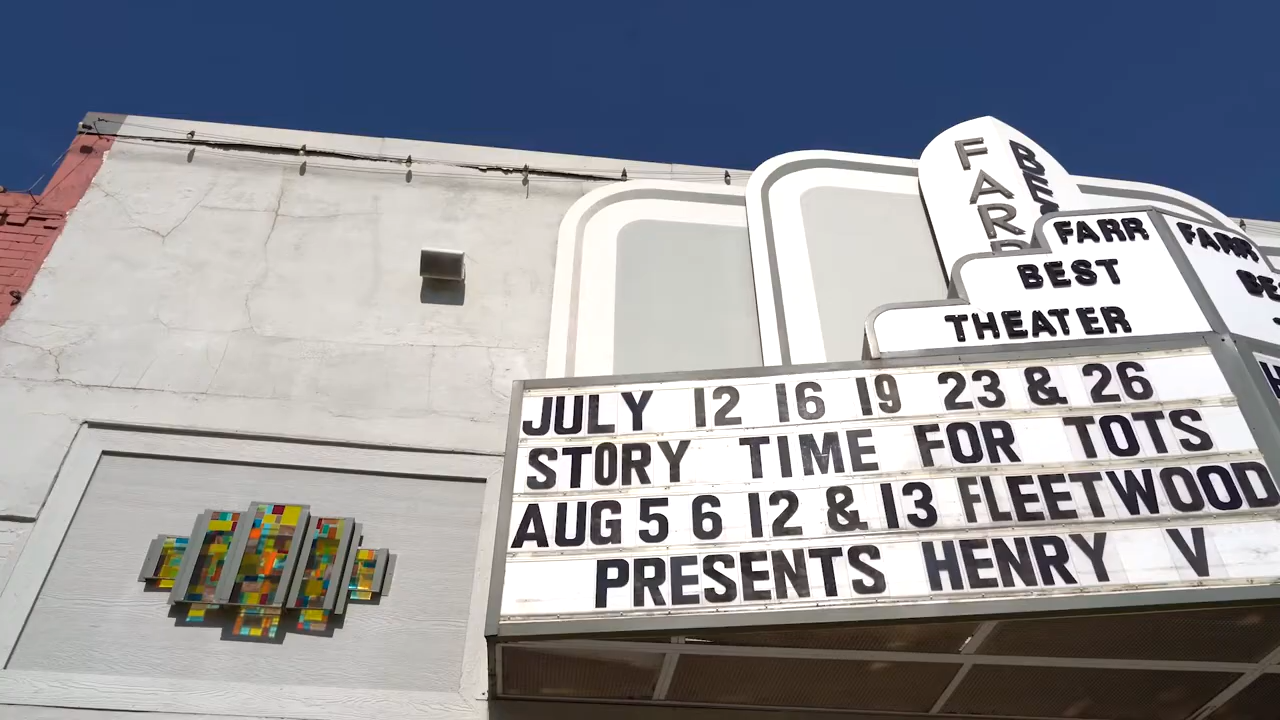 FARR
BES
FARR
BEST
THEATER
FARR
JULY 12 16 19 23 & 26
STORY TIME FOR TOTS
AUG 5 6 12 & 13 FLEETWOOD
PRESENTS HENRY V